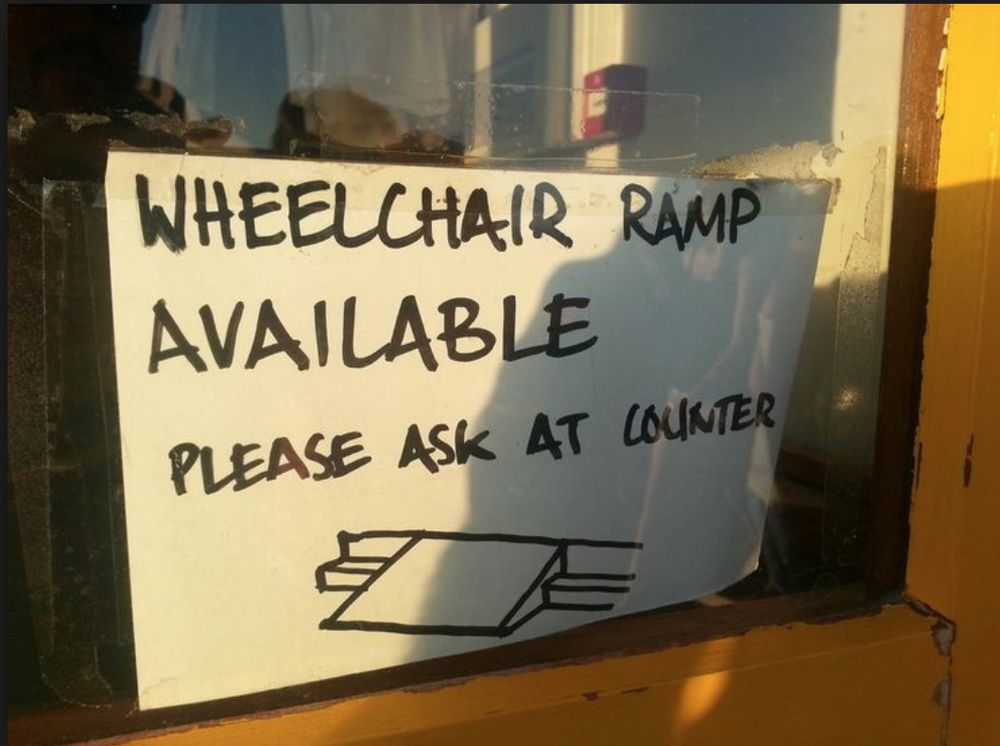 WHEELCHAIR RAMP
AVAILABLE
PLEASE ASK AT COUNTER